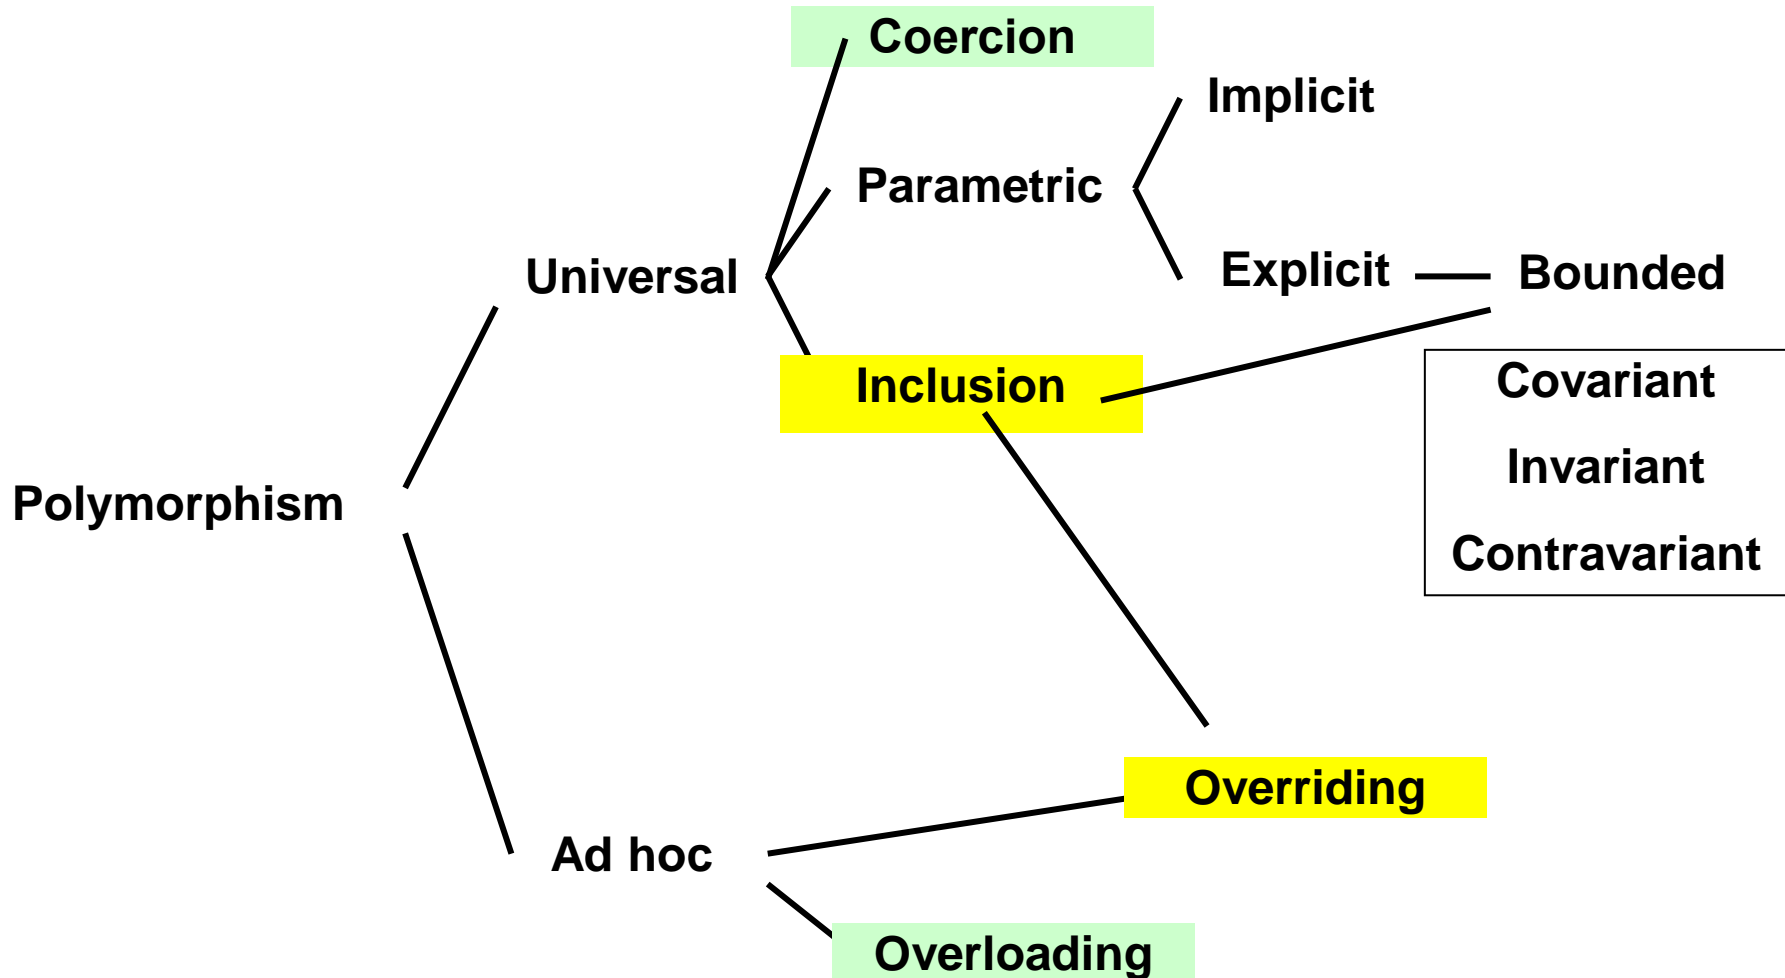 Coercion
Implicit
Parametric
Universal
Explicit
Bounded
Inclusion
Covariant
Invariant
Contravariant
Polymorphism
Overriding
Ad hoc
Overloading